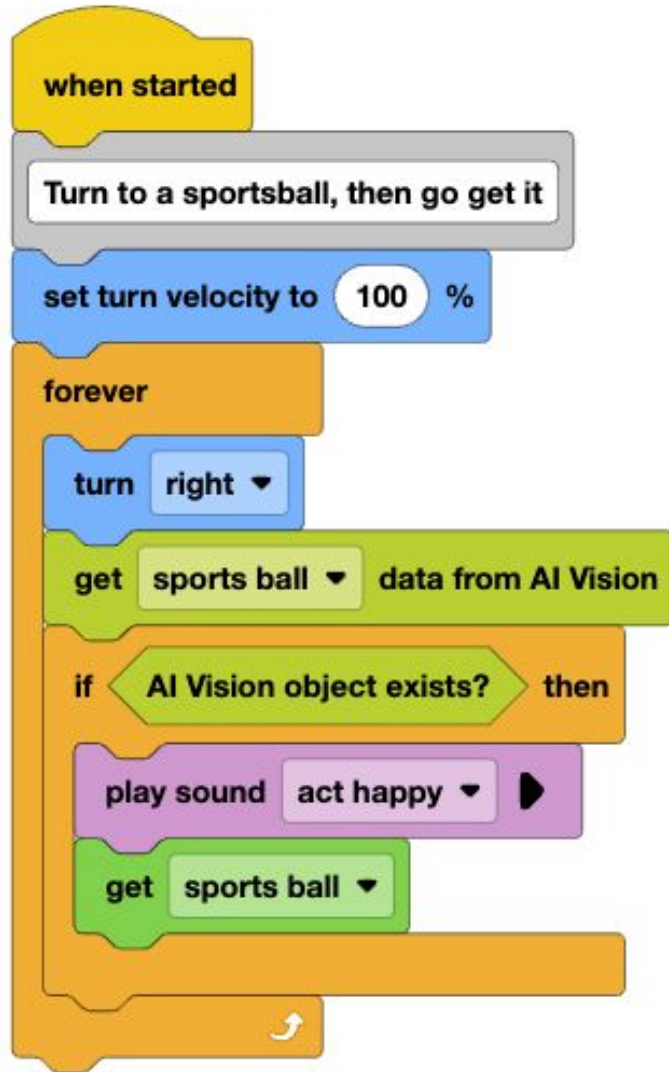 when started
Turn to a sportsball, then go get it
set turn velocity to 100 %
forever
turn right
get sports ball data from AI Vision
if AI Vision object exists? then
play sound act happy
get sports ball